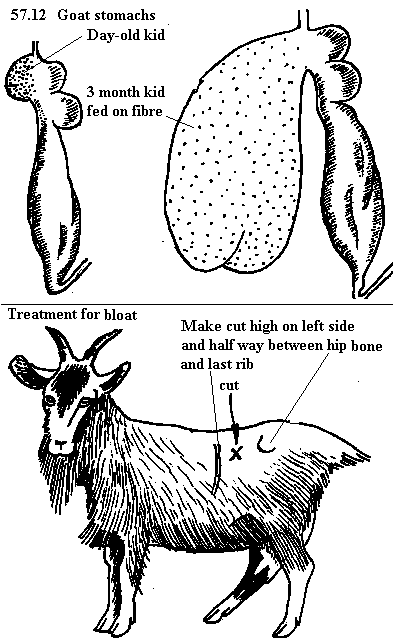 57.12 Goat stomachs
Day-old kid
3 month kid
fed on fibre
Treatment for bloat
Make cut high on left side
and half way between hip bone
and last rib
cut
x